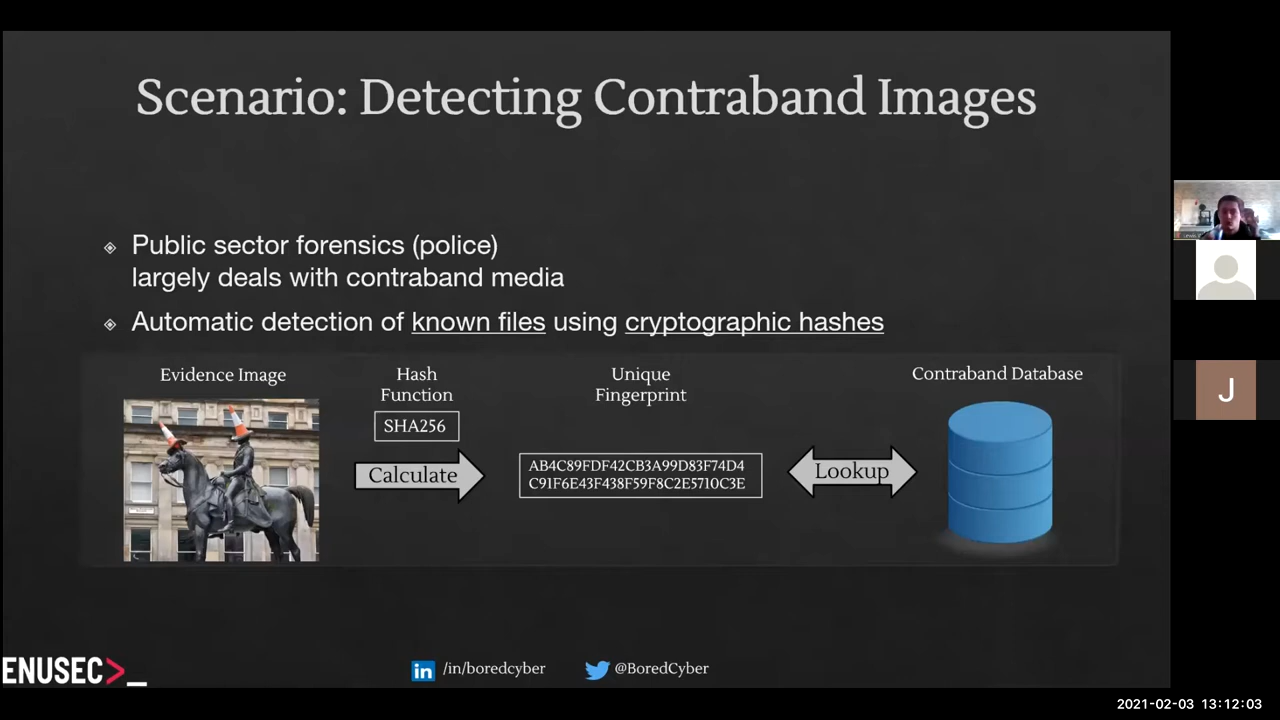 Scenario: Detecting Contraband Images
Public sector forensics (police)
largely deals with contraband media
Automatic detection of known files using cryptographic hashes
Evidence Image
Hash
Function
SHA256
Calculate
Unique
Fingerprint
AB4C89FDF42CB3A99D83F74D4
C91F6E43F438F59F8C2E5710C3E
Lookup
Contraband Database
ENUSEC>_
in
/in/boredcyber
@BoredCyber
J
2021-02-03 13:12:03